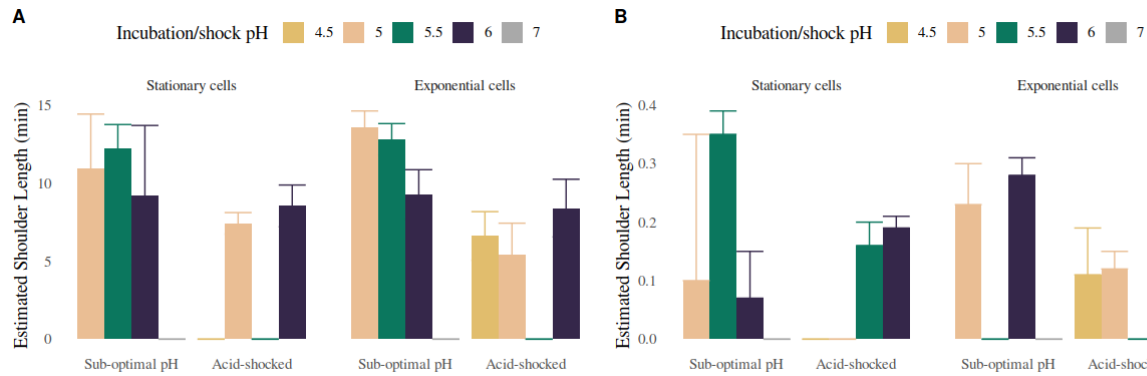 A
Incubation/shock pH 4.5 5 5.5 6 7
Stationary cells Exponential cells
Estimated Shoulder Length (min)
15
10
5
0
Sub-optimal pH Acid-shocked Sub-optimal pH Acid-shocked
B
Incubation/shock pH 4.5 5 5.5 6 7
Stationary cells Exponential cells
Estimated Shoulder Length (min)
0.4
0.3
0.2
0.1
0.0
Sub-optimal pH Acid-shocked Sub-optimal pH Acid-shoc